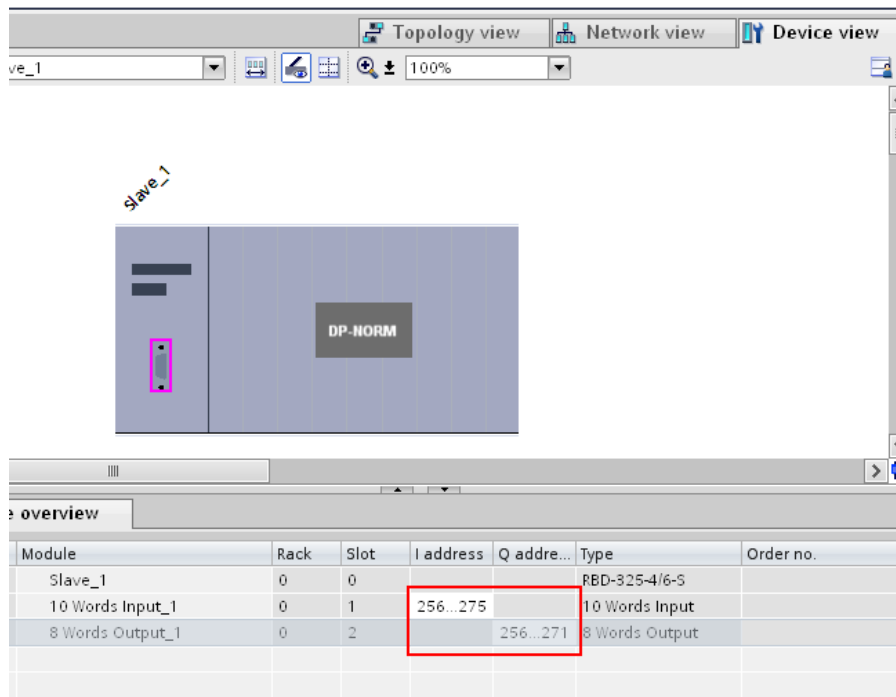 Topology view Network view Device view
ve_1 100%
Slave_1
DP-NORM
e overview
Module Rack Slot I address Q addre... Type Order no.
Slave_1 0 0 RBD-325-4/6-S
10 Words Input_1 0 1 256...275 10 Words Input
8 Words Output_1 0 2 256...271 8 Words Output